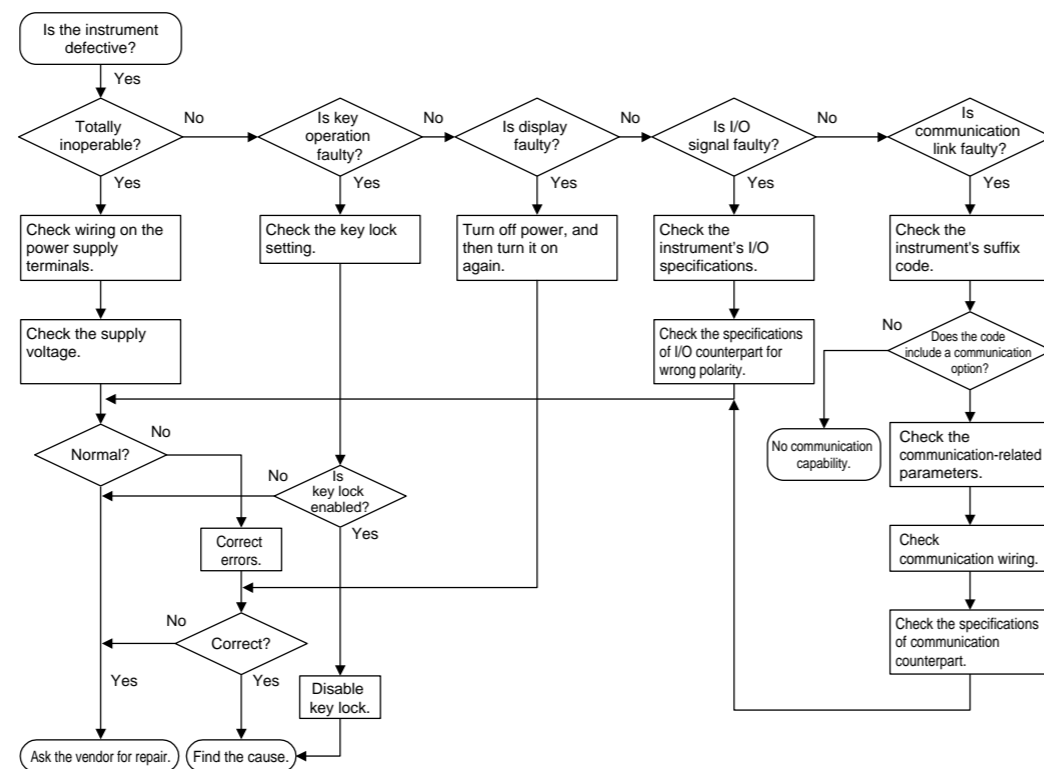 Is the instrument
defective?
Yes
Totally
inoperable?
No
Is key
operation
faulty?
No
Is display
faulty?
No
Is I/O
signal faulty?
No
Is
communication
link faulty?
Yes
Yes
Yes
Yes
Yes
Check wiring on the
power supply
terminals.
Check the key lock
setting.
Turn off power, and
then turn it on
again.
Check the
instrument's I/O
specifications.
Check the
instrument's suffix
code.
Check the supply
voltage.
Check the specifications
of I/O counterpart for
wrong polarity.
No
Does the code
include a communication
option?
Yes
No communication
capability.
Check the
communication-related
parameters.
Normal?
No
No
Is
key lock
enabled?
Yes
Correct
errors.
Check
communication wiring.
No
Correct?
Check the specifications
of communication
counterpart.
Yes
Yes
Disable
key lock.
Ask the vendor for repair.
Find the cause.